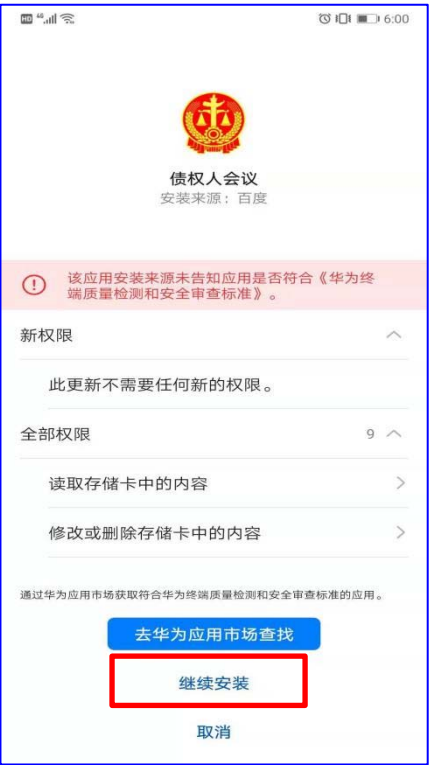 HD 4G 6:00
债权人会议
安装来源：百度
该应用安装来源未告知应用是否符合《华为终
端质量检测和安全审查标准》。
新权限
此更新不需要任何新的权限。
全部权限 9
读取存储卡中的内容
修改或删除存储卡中的内容
通过华为应用市场获取符合华为终端质量检测和安全审查标准的应用。
去华为应用市场查找
继续安装
取消